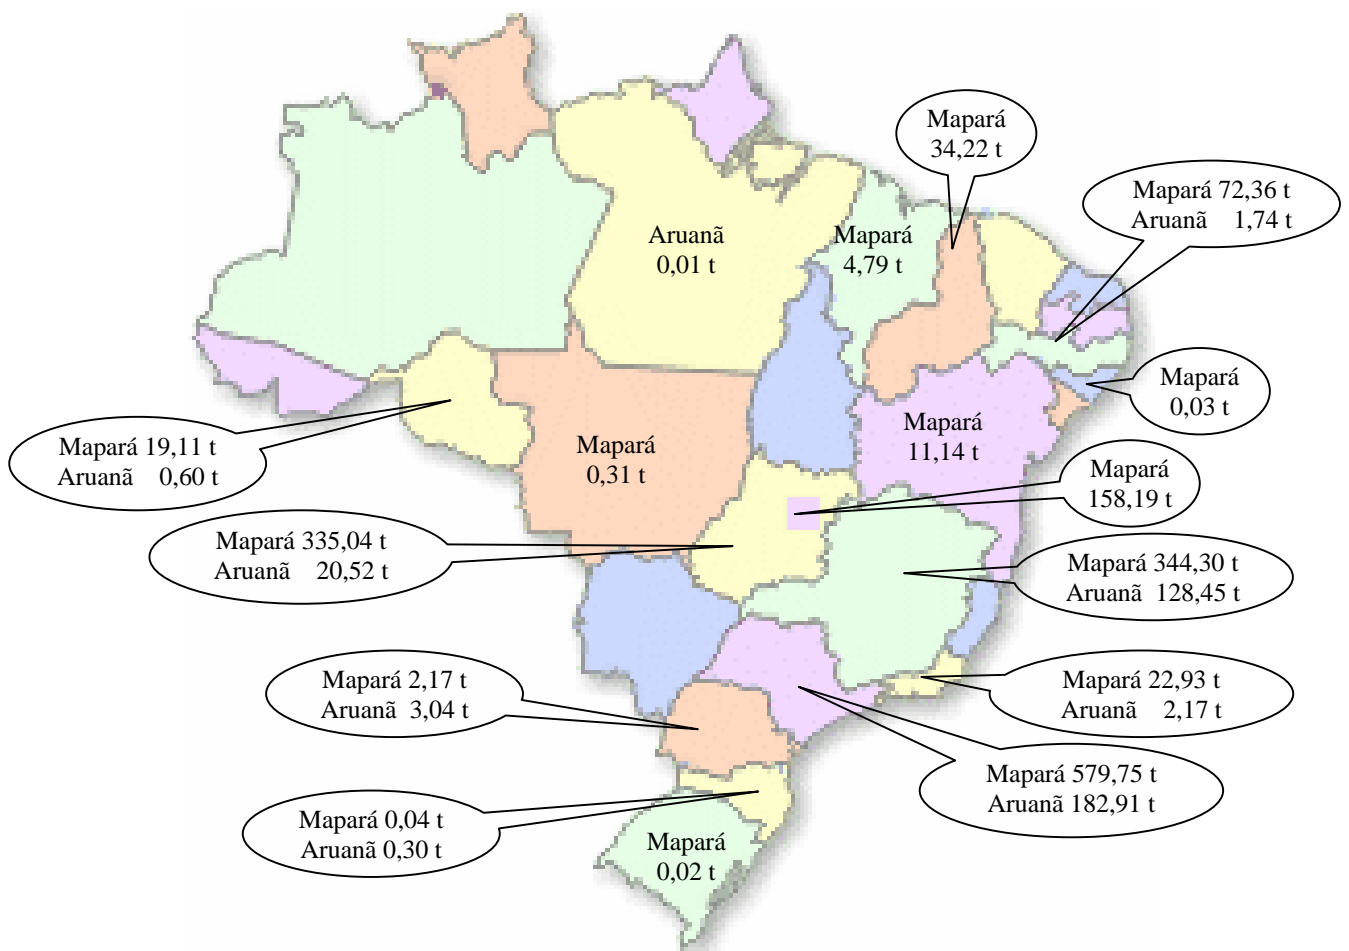 Mapará
34,22 t
Mapará 72,36 t
Aruanã 1,74 t
Aruanã
0,01 t
Mapará
4,79 t
Mapará
0,03 t
Mapará 19,11 t
Aruanã 0,60 t
Mapará
0,31 t
Mapará
11,14 t
Mapará
158,19 t
Mapará 335,04 t
Aruanã 20,52 t
Mapará 344,30 t
Aruanã 128,45 t
Mapará 2,17 t
Aruanã 3,04 t
Mapará 22,93 t
Aruanã 2,17 t
Mapará 579,75 t
Aruanã 182,91 t
Mapará 0,04 t
Aruanã 0,30 t
Mapará
0,02 t